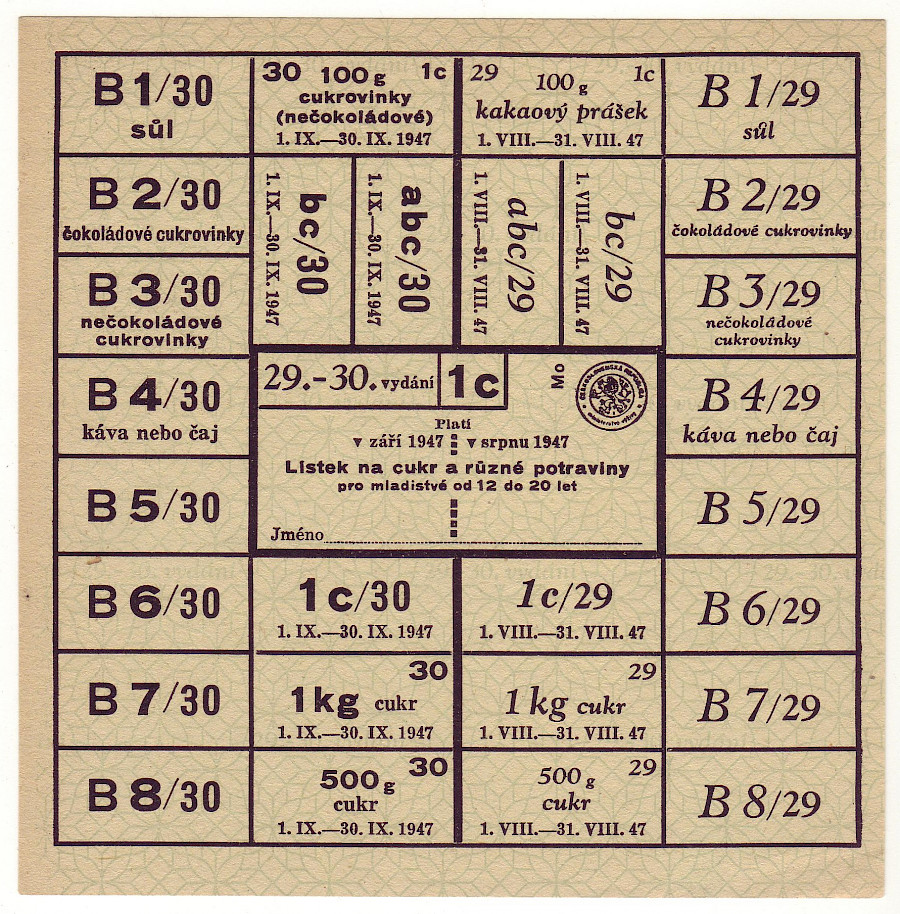 B 1/30
sůl
30 100 g 1c
cukrovinky
(nečokoládové)
1. IX.—30. IX. 1947
29 100 g 1c
kakaový prášek
1. VIII.—31. VIII. 47
B 1/29
sůl
B 2/30
čokoládové cukrovinky
bc/30
1. IX.—30. IX. 1947
abc/30
1. IX.—30. IX. 1947
abc/29
1. VIII.—31. VIII. 47
bc/29
1. VIII.—31. VIII. 47
B 2/29
čokoládové cukrovinky
B 3/30
nečokoládové
cukrovinky
B 3/29
nečokoládové
cukrovinky
B 4/30
káva nebo čaj
29.-30. vydání 1c
Mo
ČESKOSLOVENSKÁ REPUBLIKA
ministerstvo výživy
Platí
v září 1947 v srpnu 1947
Lístek na cukr a různé potraviny
pro mladistvé od 12 do 20 let
Jméno
B 4/29
káva nebo čaj
B 5/30
B 5/29
B 6/30
1c/30
1. IX.—30. IX. 1947
1c/29
1. VIII.—31. VIII. 47
B 6/29
B 7/30
30
1kg cukr
1. IX.—30. IX. 1947
29
1 kg cukr
1. VIII.—31. VIII. 47
B 7/29
B 8/30
500 g 30
cukr
1. IX.—30. IX. 1947
500 g 29
cukr
1. VIII.—31. VIII. 47
B 8/29